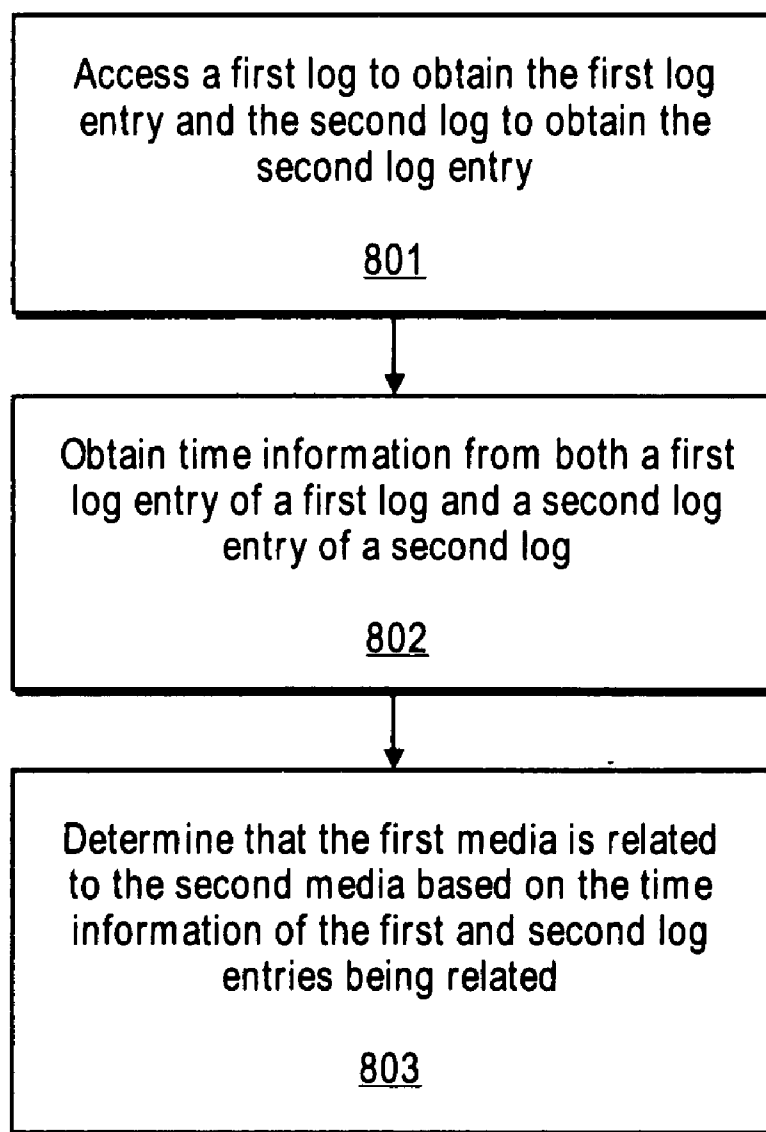 Access a first log to obtain the first log
entry and the second log to obtain the
second log entry
801
Obtain time information from both a first
log entry of a first log and a second log
entry of a second log
802
Determine that the first media is related
to the second media based on the time
information of the first and second log
entries being related
803